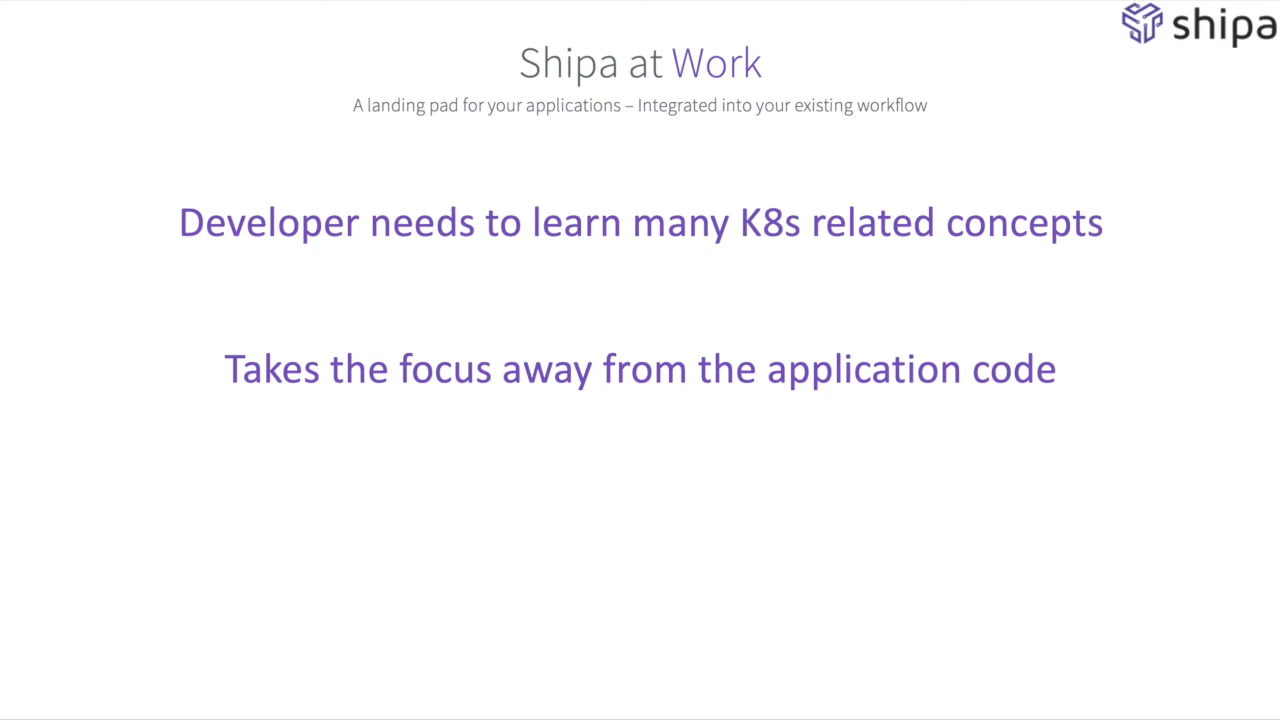 shipa
Shipa at Work
A landing pad for your applications – Integrated into your existing workflow
Developer needs to learn many K8s related concepts
Takes the focus away from the application code